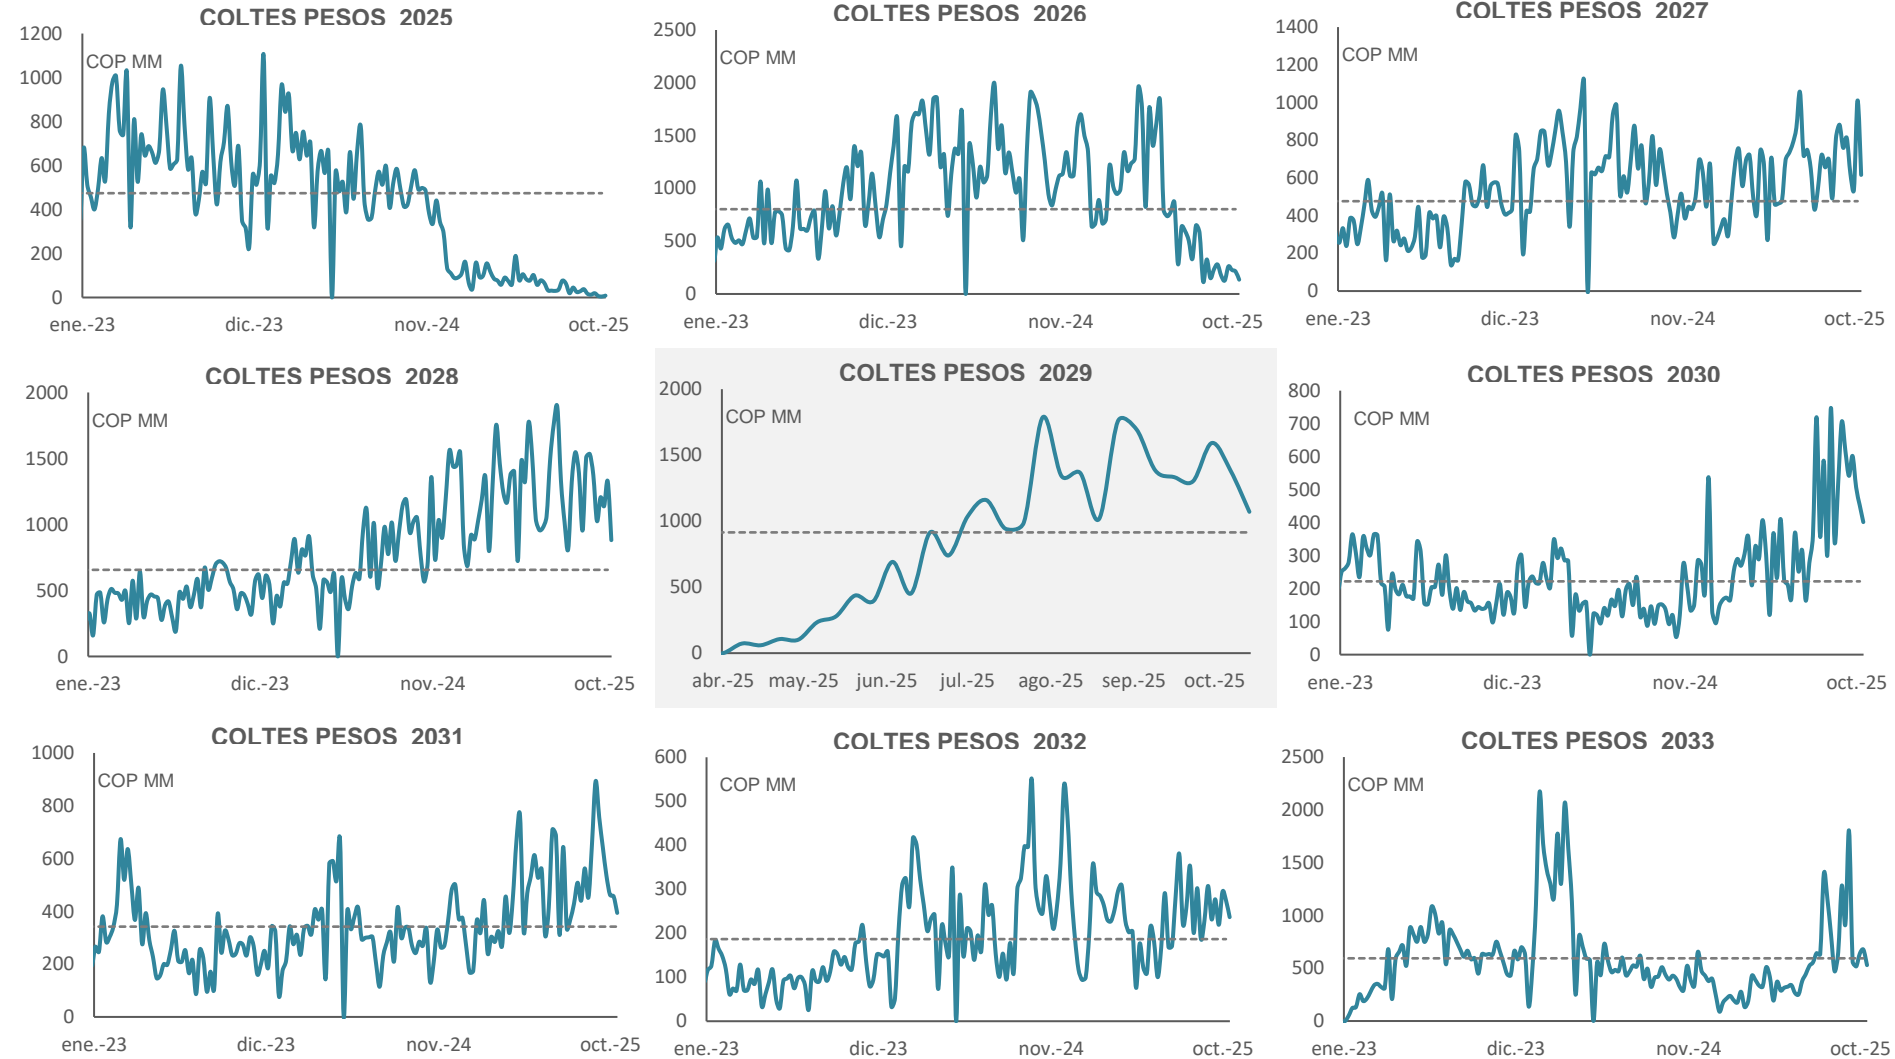 COLTES PESOS  2025
1200
1000
800
600
400
200
0
COP MM
ene.-23
dic.-23
nov.-24
oct.-25
COLTES PESOS  2026
2500
2000
1500
1000
500
0
COP MM
ene.-23
dic.-23
nov.-24
oct.-25
COLTES PESOS  2027
1400
1200
1000
800
600
400
200
0
COP MM
ene.-23
dic.-23
nov.-24
oct.-25
COLTES PESOS  2028
2000
1500
1000
500
0
COP MM
ene.-23
dic.-23
nov.-24
oct.-25
COLTES PESOS  2029
2000
1500
1000
500
0
COP MM
abr.-25
may.-25
jun.-25
jul.-25
ago.-25
sep.-25
oct.-25
COLTES PESOS  2030
800
700
600
500
400
300
200
100
0
COP MM
ene.-23
dic.-23
nov.-24
oct.-25
COLTES PESOS  2031
1000
800
600
400
200
0
COP MM
ene.-23
dic.-23
nov.-24
oct.-25
COLTES PESOS  2032
600
500
400
300
200
100
0
COP MM
ene.-23
dic.-23
nov.-24
oct.-25
COLTES PESOS  2033
2500
2000
1500
1000
500
0
COP MM
ene.-23
dic.-23
nov.-24
oct.-25